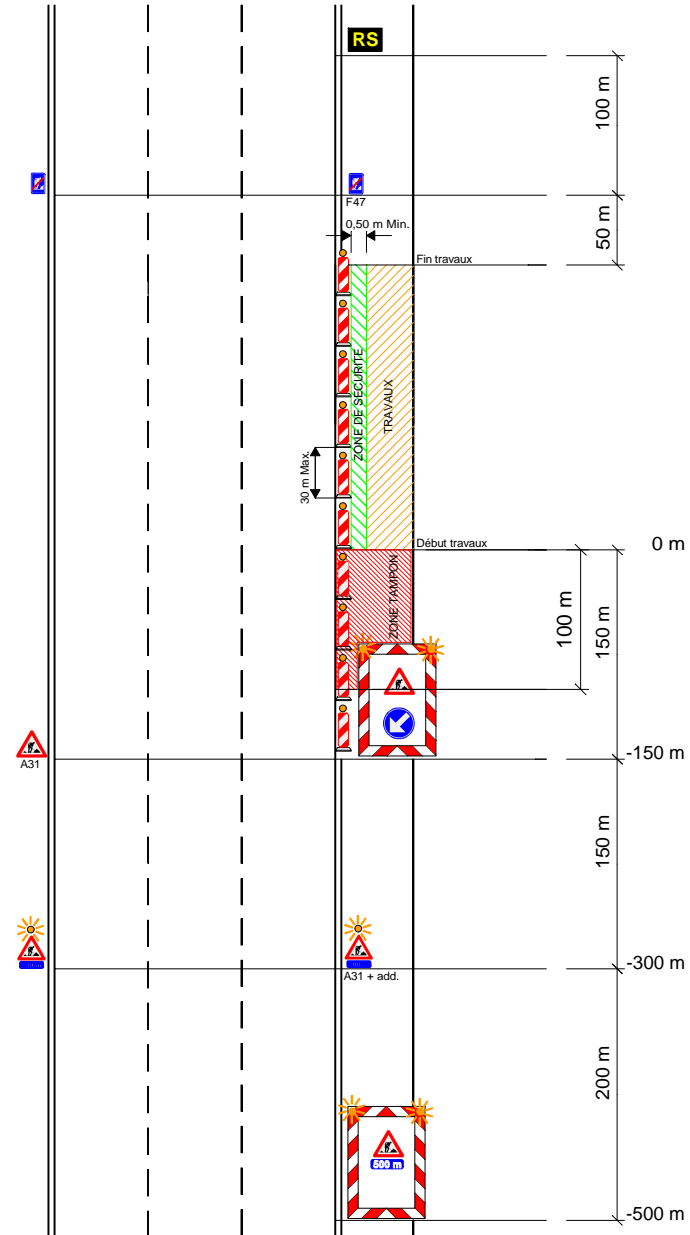 RS
100 m
F47
0,50 m Min.
50 m
Fin travaux
ZONE DE SÉCURITÉ
TRAVAUX
30 m Max.
Début travaux
0 m
ZONE TAMPON
100 m
150 m
A31
-150 m
150 m
A31 + add.
-300 m
200 m
500 m
-500 m